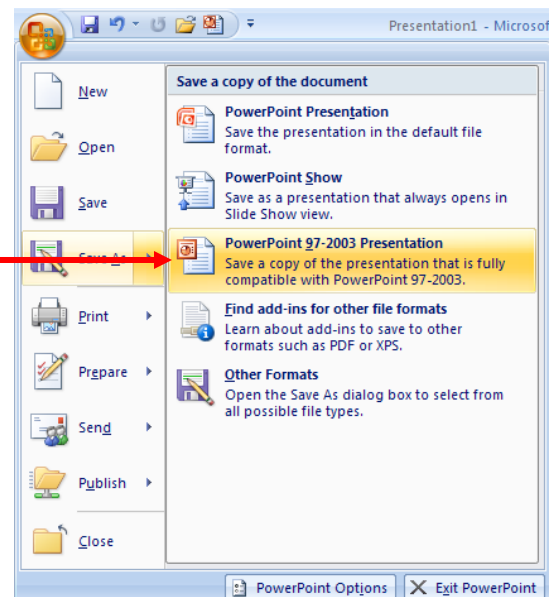 Presentation1 - Microsof
New
Open
Save
Save As
Print
Prepare
Send
Publish
Close
Save a copy of the document
PowerPoint Presentation
Save the presentation in the default file
format.
PowerPoint Show
Save as a presentation that always opens in
Slide Show view.
PowerPoint 97-2003 Presentation
Save a copy of the presentation that is fully
compatible with PowerPoint 97-2003.
Find add-ins for other file formats
Learn about add-ins to save to other
formats such as PDF or XPS.
Other Formats
Open the Save As dialog box to select from
all possible file types.
PowerPoint Options
Exit PowerPoint